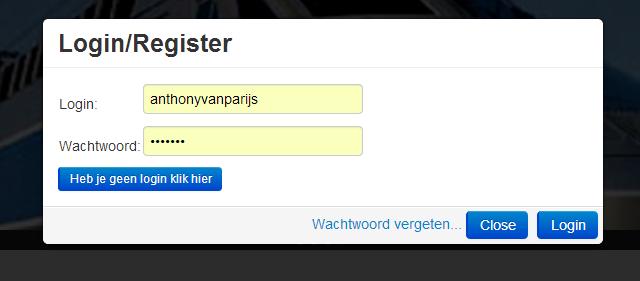 Login/Register
Login: anthonyvanparijs
Wachtwoord: •••••••
Heb je geen login klik hier
Wachtwoord vergeten... Close Login